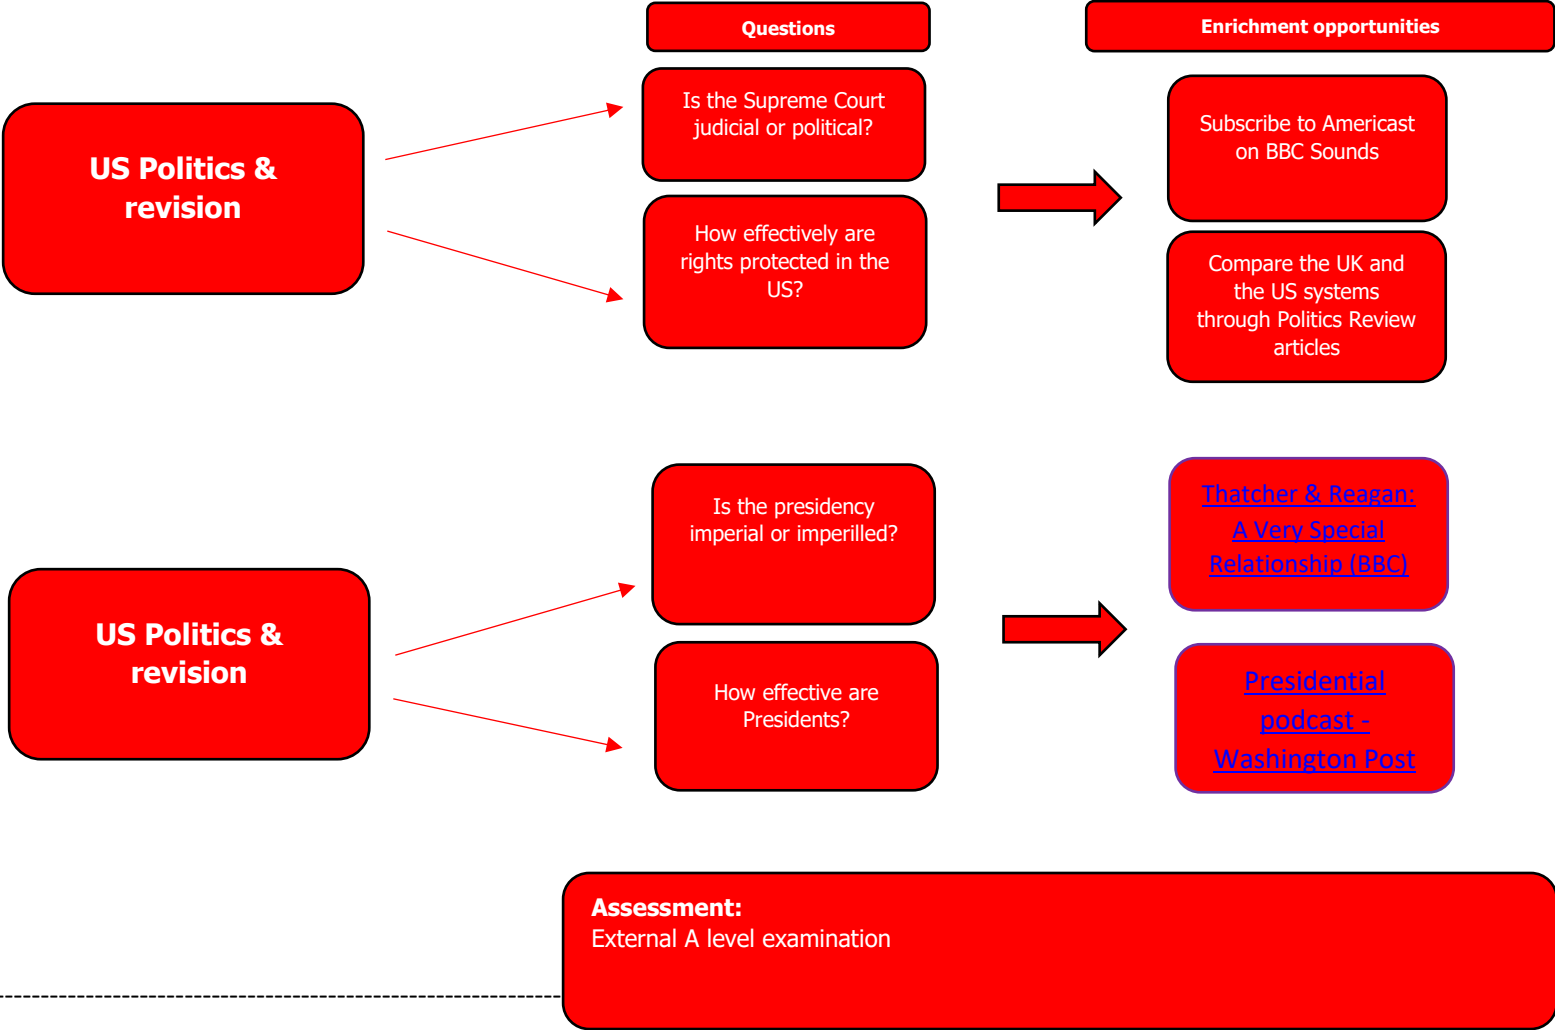 Questions
Enrichment opportunities
US Politics &
revision
Is the Supreme Court
judicial or political?
How effectively are
rights protected in the
US?
Subscribe to Americast
on BBC Sounds
Compare the UK and
the US systems
through Politics Review
articles
US Politics &
revision
Is the presidency
imperial or imperilled?
How effective are
Presidents?
Thatcher & Reagan:
A Very Special
Relationship (BBC)
Presidential
podcast -
Washington Post
Assessment:
External A level examination